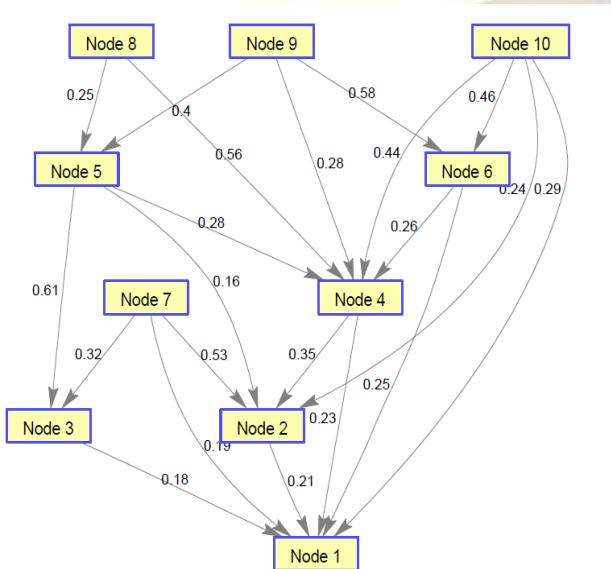 Node 8
Node 9
Node 10
0.25
0.4
0.58
0.46
0.56
0.28
0.44
Node 5
Node 6
0.24
0.29
0.28
0.26
0.61
0.16
Node 7
Node 4
0.32
0.53
0.35
0.25
Node 3
Node 2
0.23
0.19
0.18
0.21
Node 1